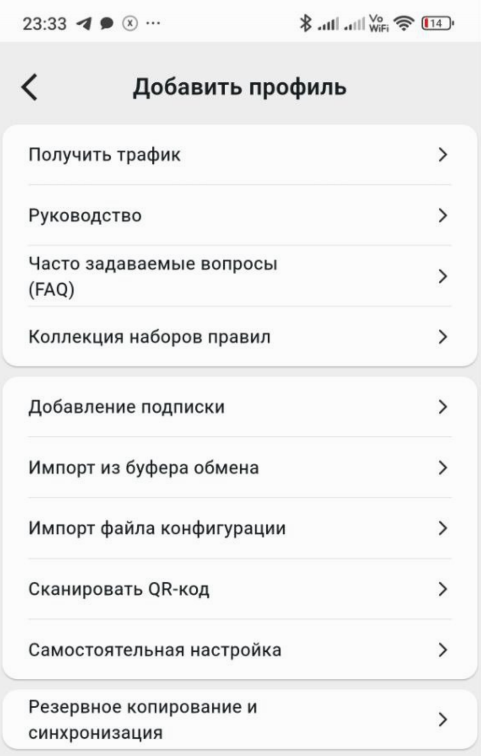 23:33
Vo
WiFi
14
Добавить профиль
Получить трафик
Руководство
Часто задаваемые вопросы
(FAQ)
Коллекция наборов правил
Добавление подписки
Импорт из буфера обмена
Импорт файла конфигурации
Сканировать QR-код
Самостоятельная настройка
Резервное копирование и
синхронизация